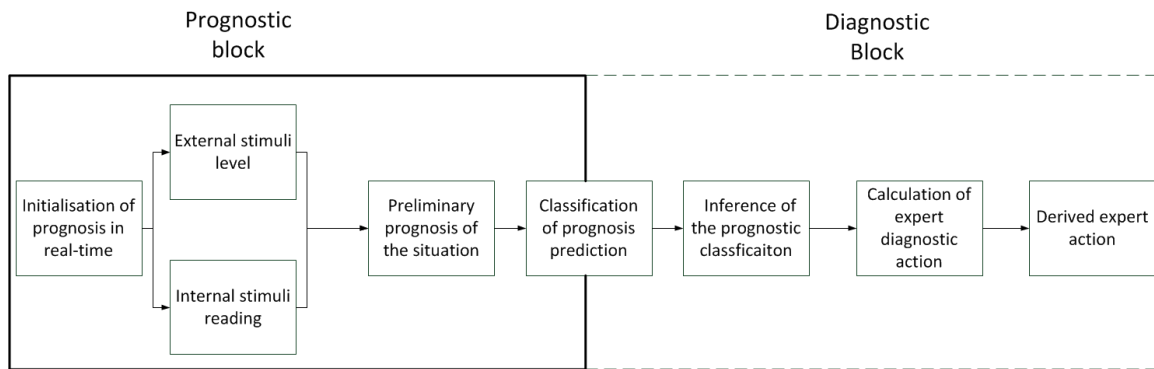 Prognostic
block
Diagnostic
Block
Initialisation of
prognosis in
real-time
External stimuli
level
Internal stimuli
reading
Preliminary
prognosis of
the situation
Classification
of prognosis
prediction
Inference of
the prognostic
classficaiton
Calculation of
expert
diagnostic
action
Derived expert
action